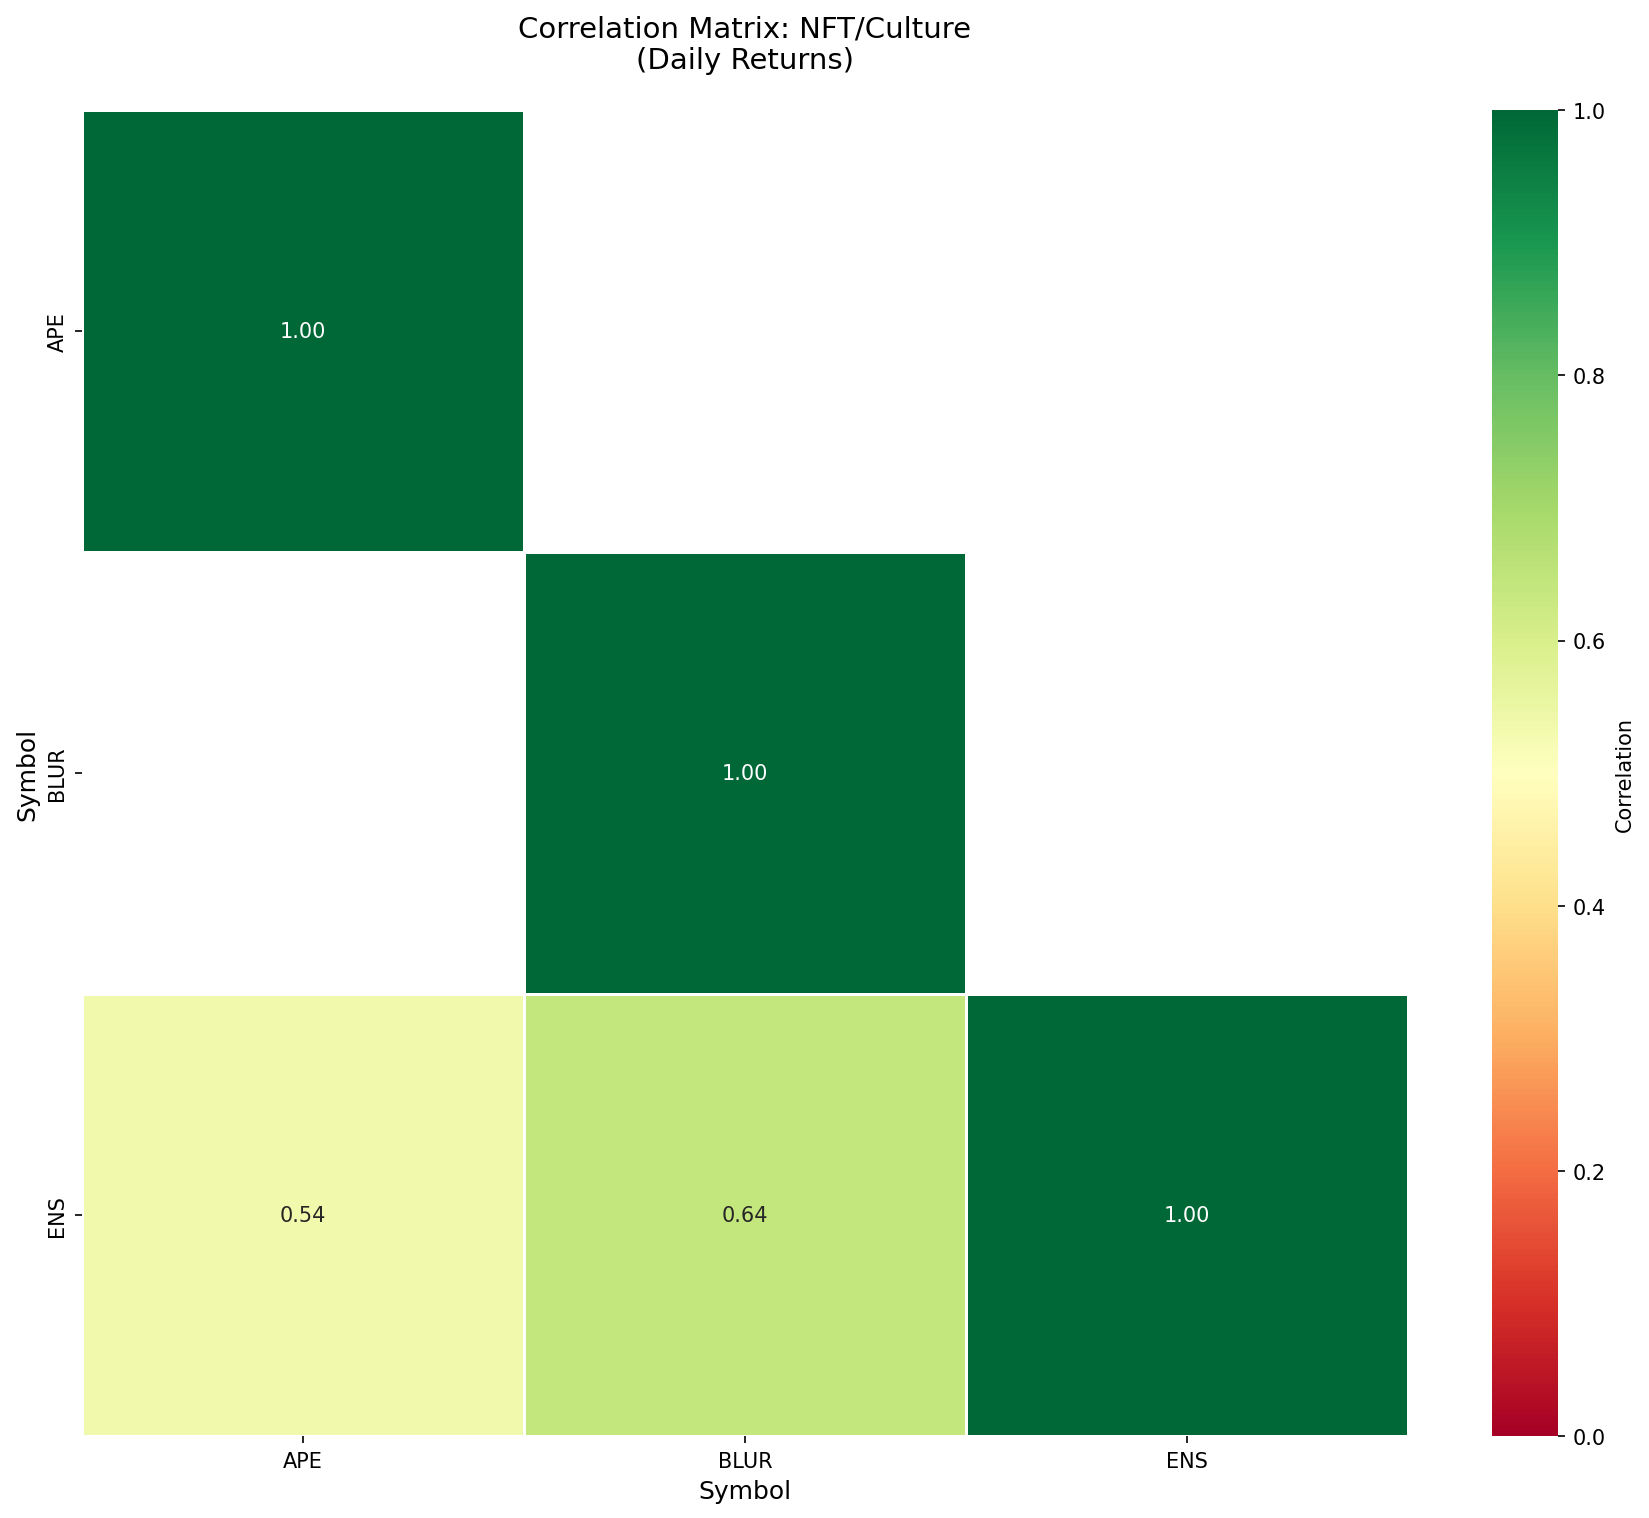 Correlation Matrix: NFT/Culture
(Daily Returns)
1.0
APE
1.00
0.8
0.6
Symbol
BLUR
1.00
Correlation
0.4
0.2
ENS
0.54
0.64
1.00
0.0
APE
BLUR
ENS
Symbol